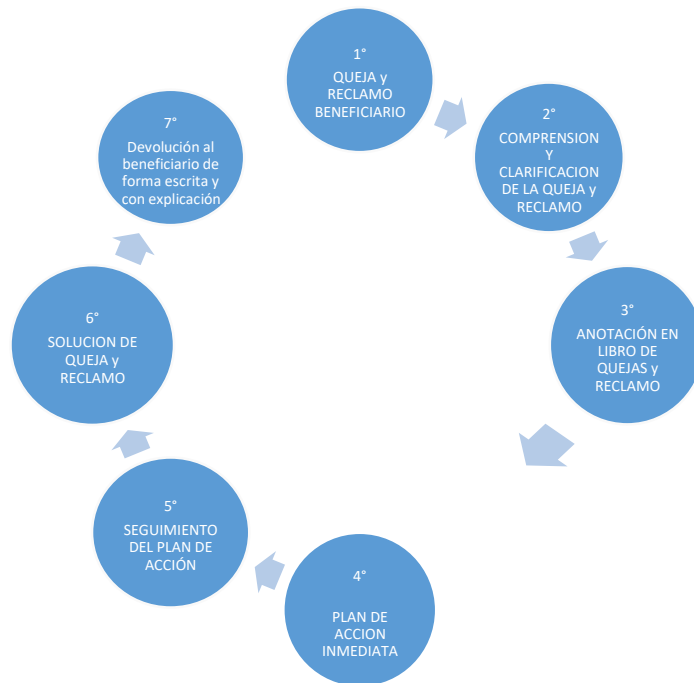 1°
QUEJA y
RECLAMO
BENEFICIARIO
2°
COMPRENSION
Y
CLARIFICACION
DE LA QUEJA y
RECLAMO
3°
ANOTACIÓN EN
LIBRO DE
QUEJAS y
RECLAMO
4°
PLAN DE
ACCION
INMEDIATA
5°
SEGUIMIENTO
DEL PLAN DE
ACCIÓN
6°
SOLUCION DE
QUEJA y
RECLAMO
7°
Devolución al
beneficiario de
forma escrita y
con explicación